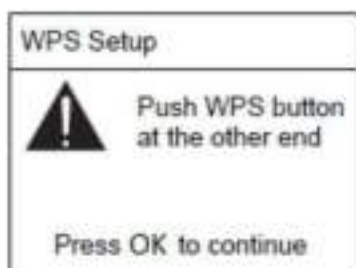 WPS Setup
Push WPS button
at the other end
Press OK to continue